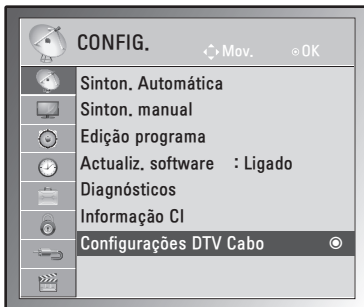 CONFIG.
Mov. OK
Sinton. Automática
Sinton. manual
Edição programa
Actualiz. software : Ligado
Diagnósticos
Informação CI
Configurações DTV Cabo